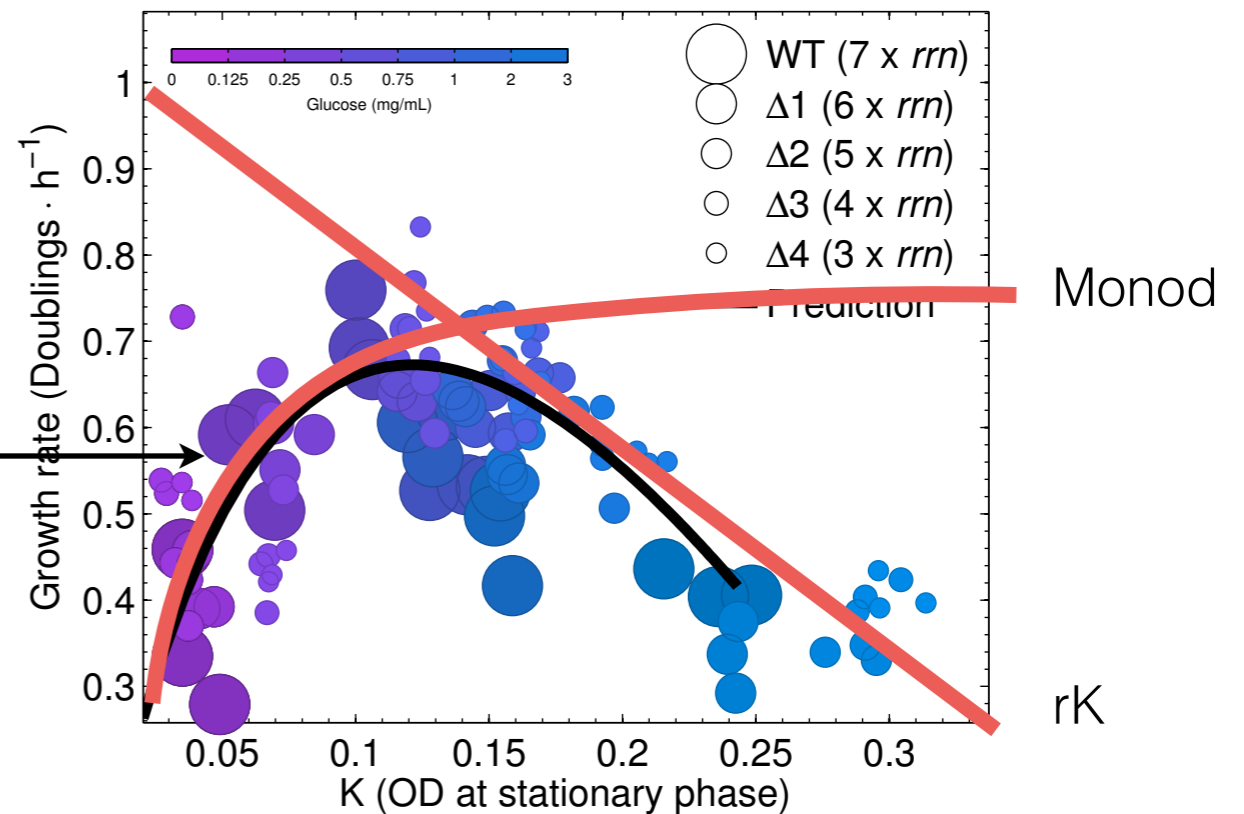 0 0.125 0.25 0.5 0.75 1 2 3
Glucose (mg/mL)
WT (7 x rrn)
Δ1 (6 x rrn)
Δ2 (5 x rrn)
Δ3 (4 x rrn)
Δ4 (3 x rrn)
Prediction
Monod
rK
Growth rate (Doublings · h⁻¹)
1
0.9
0.8
0.7
0.6
0.5
0.4
0.3
0.05 0.1 0.15 0.2 0.25 0.3
K (OD at stationary phase)